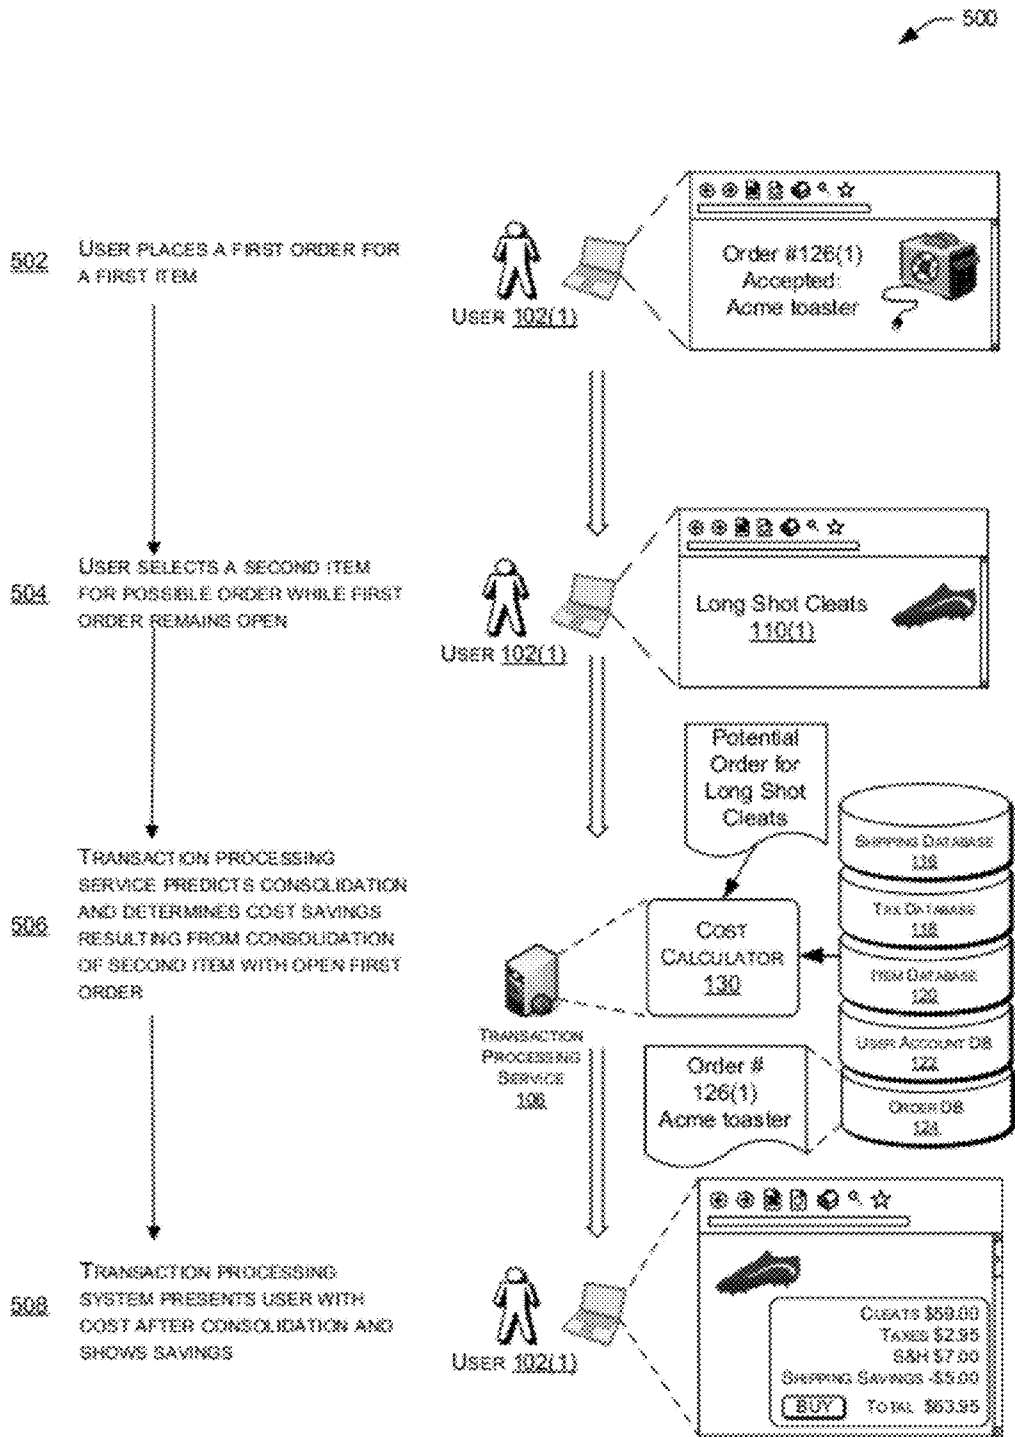 500
502
USER PLACES A FIRST ORDER FOR
A FIRST ITEM
USER 102(1)
Order #126(1)
Accepted:
Acme toaster
504
USER SELECTS A SECOND ITEM
FOR POSSIBLE ORDER WHILE FIRST
ORDER REMAINS OPEN
USER 102(1)
Long Shot Cleats
110(1)
506
TRANSACTION PROCESSING
SERVICE PREDICTS CONSOLIDATION
AND DETERMINES COST SAVINGS
RESULTING FROM CONSOLIDATION
OF SECOND ITEM WITH OPEN FIRST
ORDER
Potential
Order for
Long Shot
Cleats
COST
CALCULATOR
130
SHIPPING DATABASE
116
TAX DATABASE
118
ITEM DATABASE
120
USER ACCOUNT DB
122
ORDER DB
124
TRANSACTION
PROCESSING
SERVICE
106
Order #
126(1)
Acme toaster
508
TRANSACTION PROCESSING
SYSTEM PRESENTS USER WITH
COST AFTER CONSOLIDATION AND
SHOWS SAVINGS
USER 102(1)
CLEATS $59.00
TAXES $2.95
S&H $7.00
SHIPPING SAVINGS -$5.00
BUY TOTAL $63.95